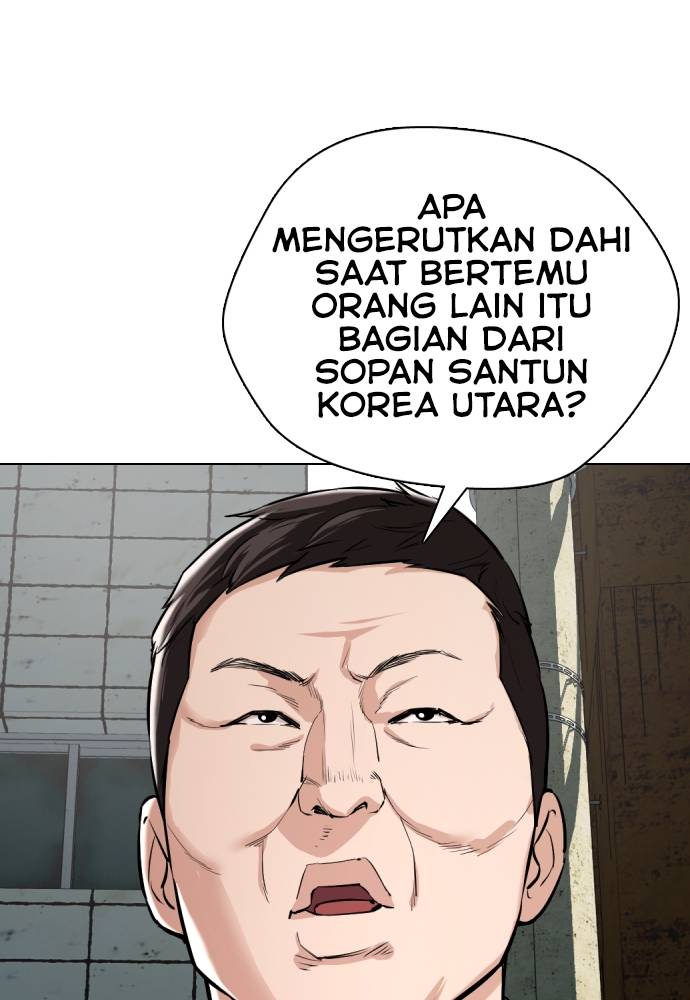 APA
MENGERUTKAN DAHI
SAAT BERTEMU
ORANG LAIN ITU
BAGIAN DARI
SOPAN SANTUN
KOREA UTARA?